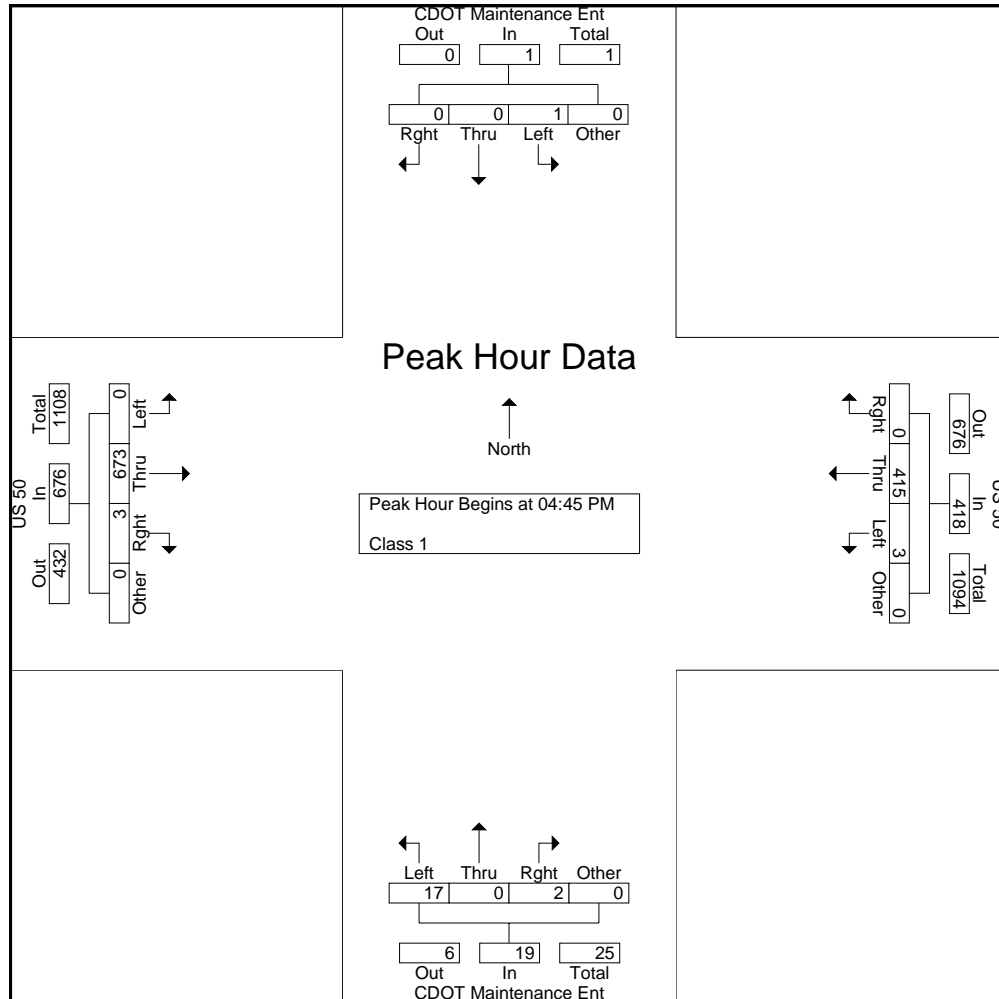 CDOT Maintenance Ent
Out In Total
0 1 1
0 0 1 0
Rght Thru Left Other
Peak Hour Data
North
Peak Hour Begins at 04:45 PM
Class 1
US 50
Total In Out
1108 676 432
0 673 3 0
Left Thru Rght Other
Rght Thru Left Other
0 415 3 0
Out In Total
676 418 1094
Left Thru Rght Other
17 0 2 0
6 19 25
Out In Total
CDOT Maintenance Ent